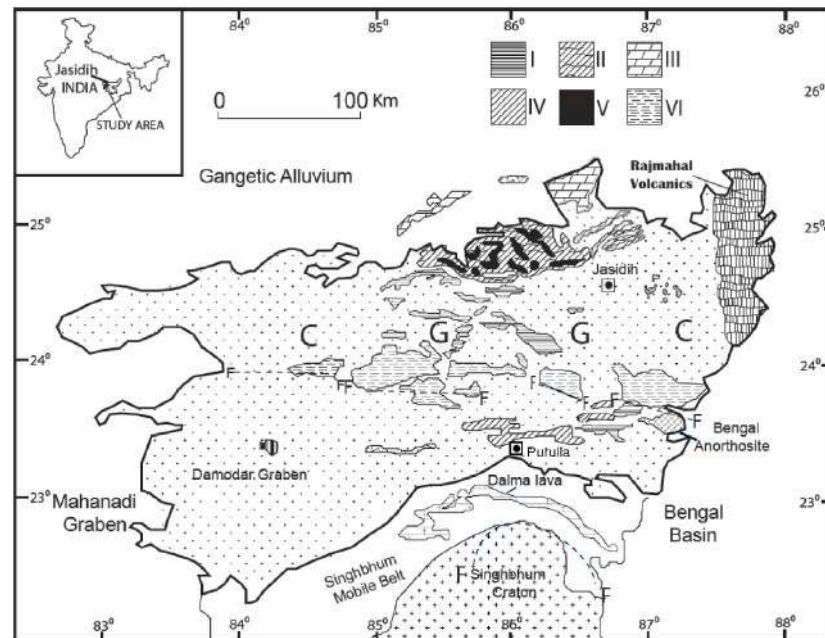 83°
84°
85°
86°
87°
88°
Jasidih
INDIA
STUDY AREA
0
100 Km
I
II
III
IV
V
VI
26°
Gangetic Alluvium
Rajmahal
Volcanics
25°
25°
Jasidih
C
G
G
C
24°
24°
F
F
F
F
F
F
F
F
Bengal
Anorthosite
Damodar. Graben
Purulia
Dalma lava
23°
23°
Mahanadi
Graben
Bengal
Basin
Singhbhum
Mobile Belt
F
Singhbhum
Craton
F
83°
84°
85°
86°
87°
88°